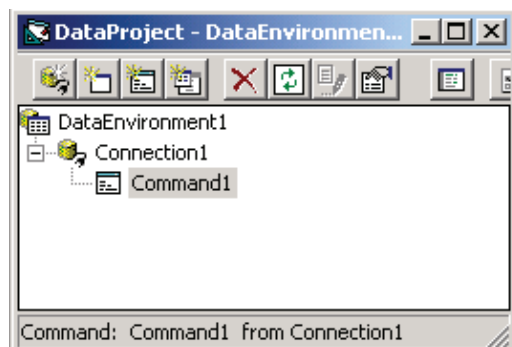 DataProject - DataEnvironmen...
DataEnvironment1
Connection1
Command1
Command: Command1 from Connection1